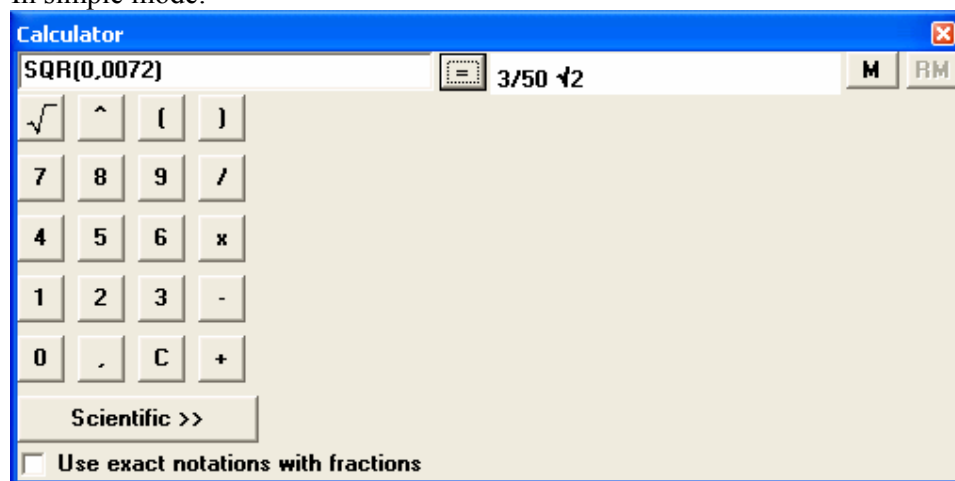 In simple mode:
Calculator
SQR(0,0072) = 3/50 √2 M RM
√ ^ ( )
7 8 9 /
4 5 6 x
1 2 3 -
0 , C +
Scientific >>
Use exact notations with fractions